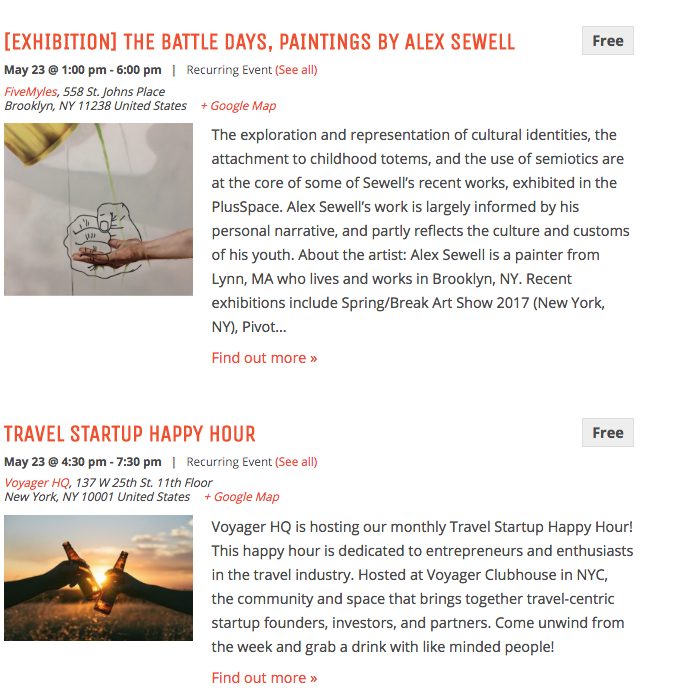 [EXHIBITION] THE BATTLE DAYS, PAINTINGS BY ALEX SEWELL
Free
May 23 @ 1:00 pm - 6:00 pm | Recurring Event (See all)
FiveMyles, 558 St. Johns Place
Brooklyn, NY 11238 United States + Google Map
The exploration and representation of cultural identities, the
attachment to childhood totems, and the use of semiotics are
at the core of some of Sewell’s recent works, exhibited in the
PlusSpace. Alex Sewell’s work is largely informed by his
personal narrative, and partly reflects the culture and customs
of his youth. About the artist: Alex Sewell is a painter from
Lynn, MA who lives and works in Brooklyn, NY. Recent
exhibitions include Spring/Break Art Show 2017 (New York,
NY), Pivot...
Find out more »
TRAVEL STARTUP HAPPY HOUR
Free
May 23 @ 4:30 pm - 7:30 pm | Recurring Event (See all)
Voyager HQ, 137 W 25th St. 11th Floor
New York, NY 10001 United States + Google Map
Voyager HQ is hosting our monthly Travel Startup Happy Hour!
This happy hour is dedicated to entrepreneurs and enthusiasts
in the travel industry. Hosted at Voyager Clubhouse in NYC,
the community and space that brings together travel-centric
startup founders, investors, and partners. Come unwind from
the week and grab a drink with like minded people!
Find out more »